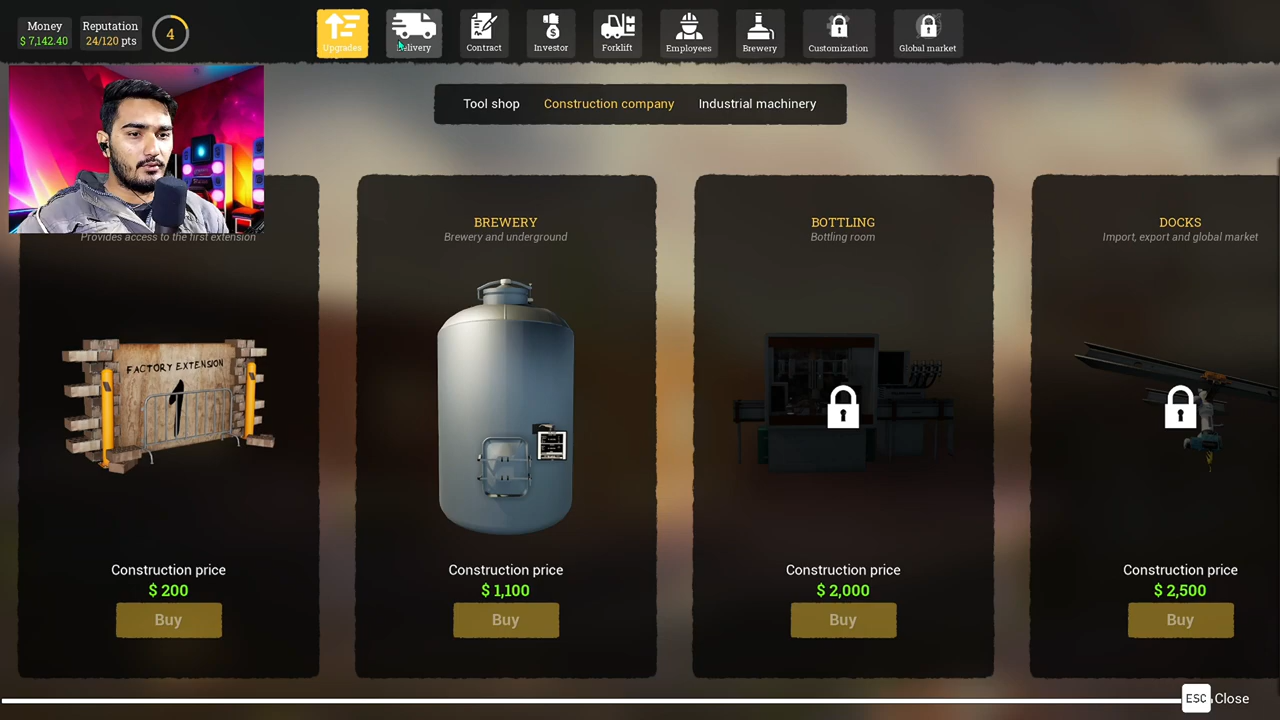 Money
$ 7,142.40
Reputation
24/120 pts
4
Upgrades
Delivery
Contract
Investor
Forklift
Employees
Brewery
Customization
Global market
Tool shop
Construction company
Industrial machinery
Provides access to the first extension
FACTORY EXTENSION
1
Construction price
$ 200
Buy
BREWERY
Brewery and underground
Construction price
$ 1,100
Buy
BOTTLING
Bottling room
Construction price
$ 2,000
Buy
DOCKS
Import, export and global market
Construction price
$ 2,500
Buy
ESC Close